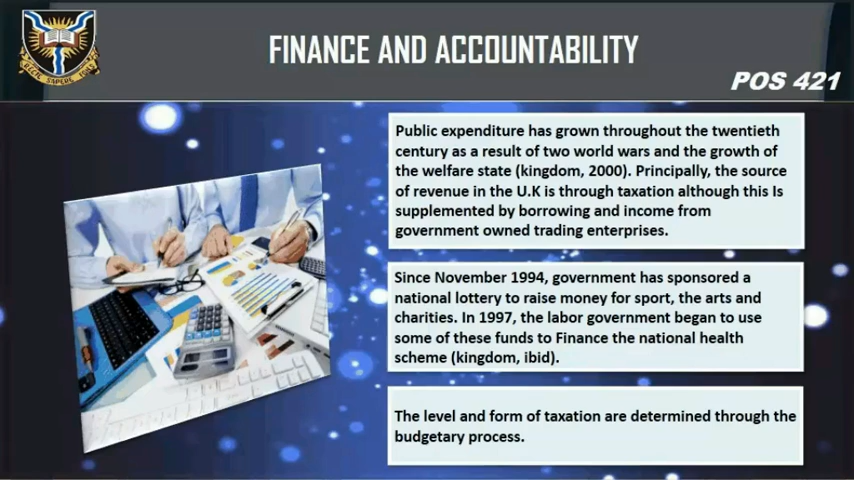 FINANCE AND ACCOUNTABILITY
POS 421
Public expenditure has grown throughout the twentieth
century as a result of two world wars and the growth of
the welfare state (kingdom, 2000). Principally, the source
of revenue in the U.K is through taxation although this Is
supplemented by borrowing and income from
government owned trading enterprises.
Since November 1994, government has sponsored a
national lottery to raise money for sport, the arts and
charities. In 1997, the labor government began to use
some of these funds to Finance the national health
scheme (kingdom, ibid).
The level and form of taxation are determined through the
budgetary process.